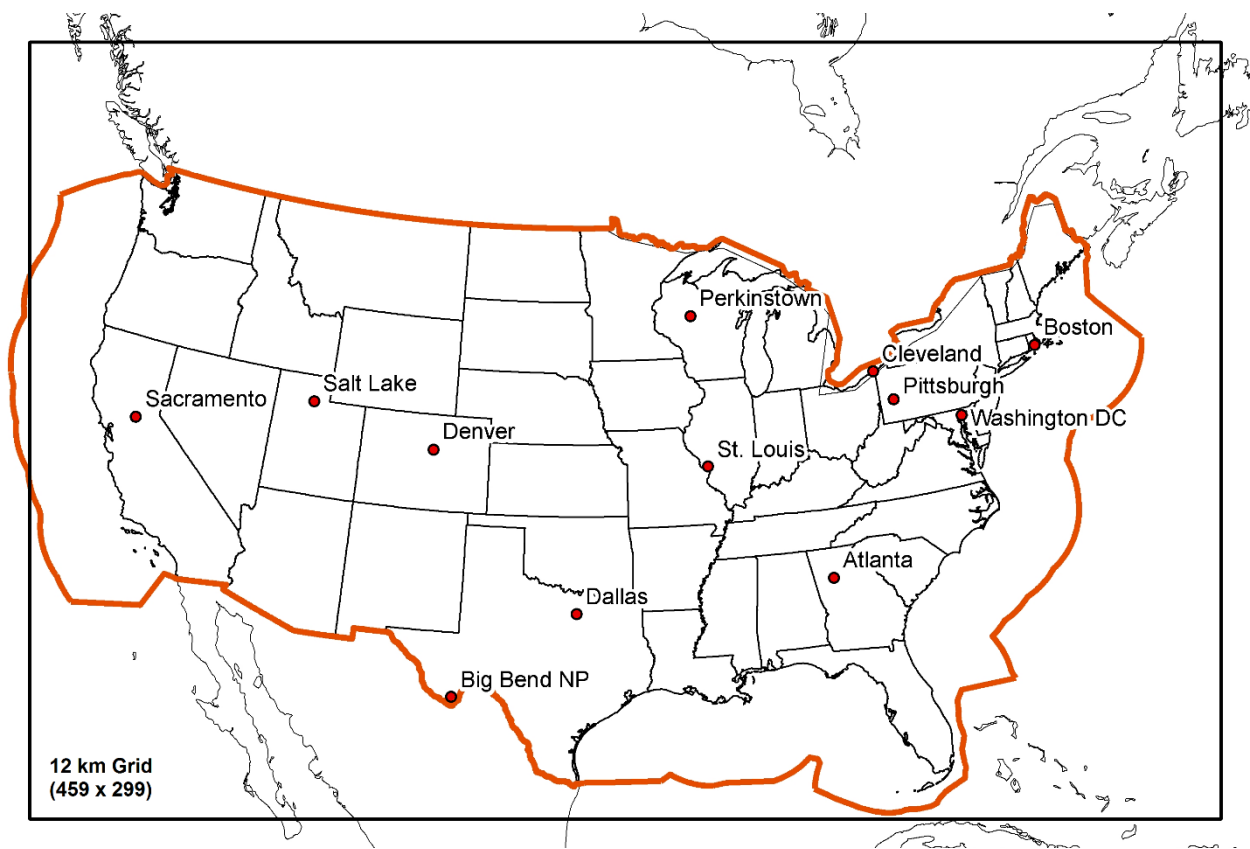 Perkinstown
Boston
Cleveland
Salt Lake
Pittsburgh
Sacramento
Washington DC
Denver
St. Louis
Atlanta
Dallas
Big Bend NP
12 km Grid
(459 x 299)